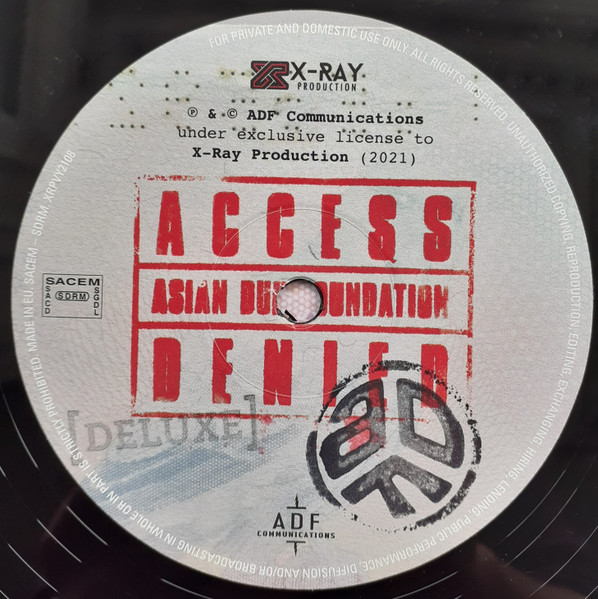 X-RAY
PRODUCTION
℗ & © ADF Communications
under exclusive license to
X-Ray Production (2021)
ACCESS
ASIAN DUB FOUNDATION
DENIED
[DELUXE]
SACEM
SACD
SDRM
SGDL
ADF
ADF
COMMUNICATIONS
FOR PRIVATE AND DOMESTIC USE ONLY. ALL RIGHTS RESERVED. UNAUTHORIZED COPYING, REPRODUCTION, EDITING, EXCHANGING, HIRING, LENDING, PUBLIC PERFORMANCE, DIFFUSION AND/OR BROADCASTING IN WHOLE OR IN PART IS STRICTLY PROHIBITED. MADE IN EU. SACEM – SDRM. XRPVY2108